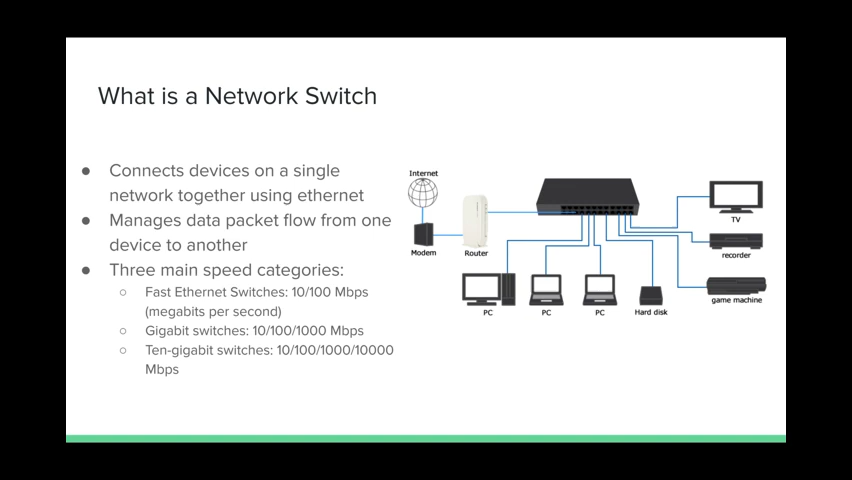 What is a Network Switch
● Connects devices on a single
network together using ethernet
● Manages data packet flow from one
device to another
● Three main speed categories:
○ Fast Ethernet Switches: 10/100 Mbps
(megabits per second)
○ Gigabit switches: 10/100/1000 Mbps
○ Ten-gigabit switches: 10/100/1000/10000
Mbps
Internet
Modem
Router
TV
recorder
game machine
PC
PC
PC
Hard disk